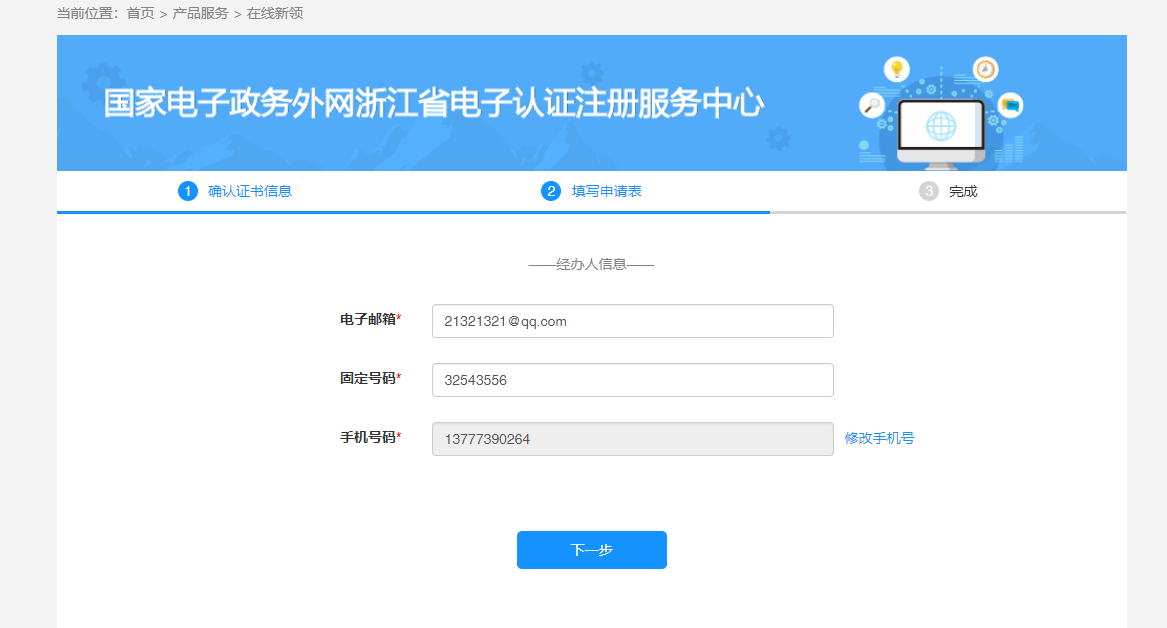 当前位置：首页 > 产品服务 > 在线新领
国家电子政务外网浙江省电子认证注册服务中心
1 确认证书信息 2 填写申请表 3 完成
——经办人信息——
电子邮箱* 21321321@qq.com
固定号码* 32543556
手机号码* 13777390264 修改手机号
下一步